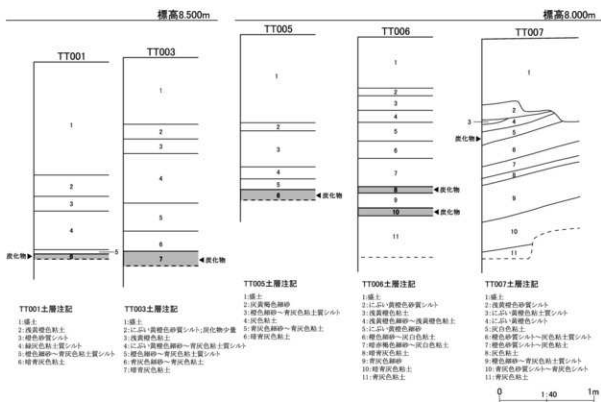 標高8.500m
標高8.000m
TT001
TT003
TT005
TT006
TT007
炭化物
炭化物
炭化物
炭化物
炭化物
炭化物
TT001土層注記
1:盛土
2:浅黄橙色粘土
3:橙色砂質シルト
4:緑灰色粘土質シルト
5:橙色細砂～青灰色粘土質シルト
6:暗青灰色粘土
TT003土層注記
1:盛土
2:にぶい黄橙色砂質シルト:炭化物少量
3:浅黄橙色粘土
4:にぶい黄橙色細砂～青灰色粘土質シルト
5:橙色細砂～青灰色粘土質シルト
6:青灰色細砂～青灰色粘土
7:暗青灰色粘土
TT005土層注記
1:盛土
2:灰黄褐色細砂
3:橙色細砂～青灰色粘土質シルト
4:灰色粘土
5:青灰色細砂～青灰色粘土
6:暗青灰色粘土
TT006土層注記
1:盛土
2:にぶい黄橙色砂質シルト
3:浅黄橙色粘土
4:浅黄橙色細砂～浅黄橙色粘土
5:にぶい黄橙色細砂
6:橙色細砂～灰白色粘土
7:暗赤褐色細砂～灰白色粘土
8:暗青灰色粘土
9:青灰色細砂
10:暗青灰色粘土
11:青灰色粘土
TT007土層注記
1:盛土
2:浅黄橙色砂質シルト
3:にぶい黄橙色粘土質シルト
4:にぶい黄橙色シルト
5:灰白色粘土
6:橙色砂質シルト～灰色粘土質シルト
7:橙色砂質シルト～灰色粘土
8:灰色粘土
9:橙色細砂～青灰色粘土質シルト
10:青灰色砂質シルト～青灰色シルト
11:青灰色粘土
0
1:40
1m